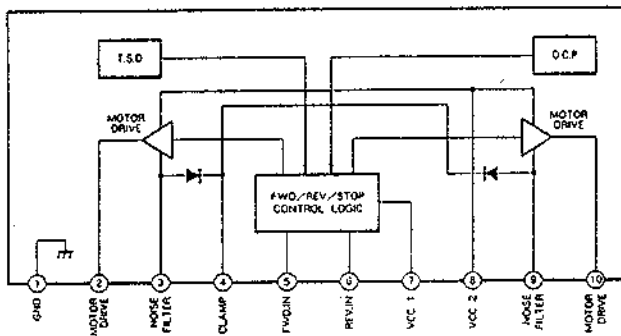 T.S.D
O.C.P
MOTOR
DRIVE
MOTOR
DRIVE
FWD/REV/STOP
CONTROL LOGIC
1
2
3
4
5
6
7
8
9
10
GND
MOTOR
DRIVE
NOISE
FILTER
CLAMP
FWD.IN
REV.IN
VCC 1
VCC 2
NOISE
FILTER
MOTOR
DRIVE